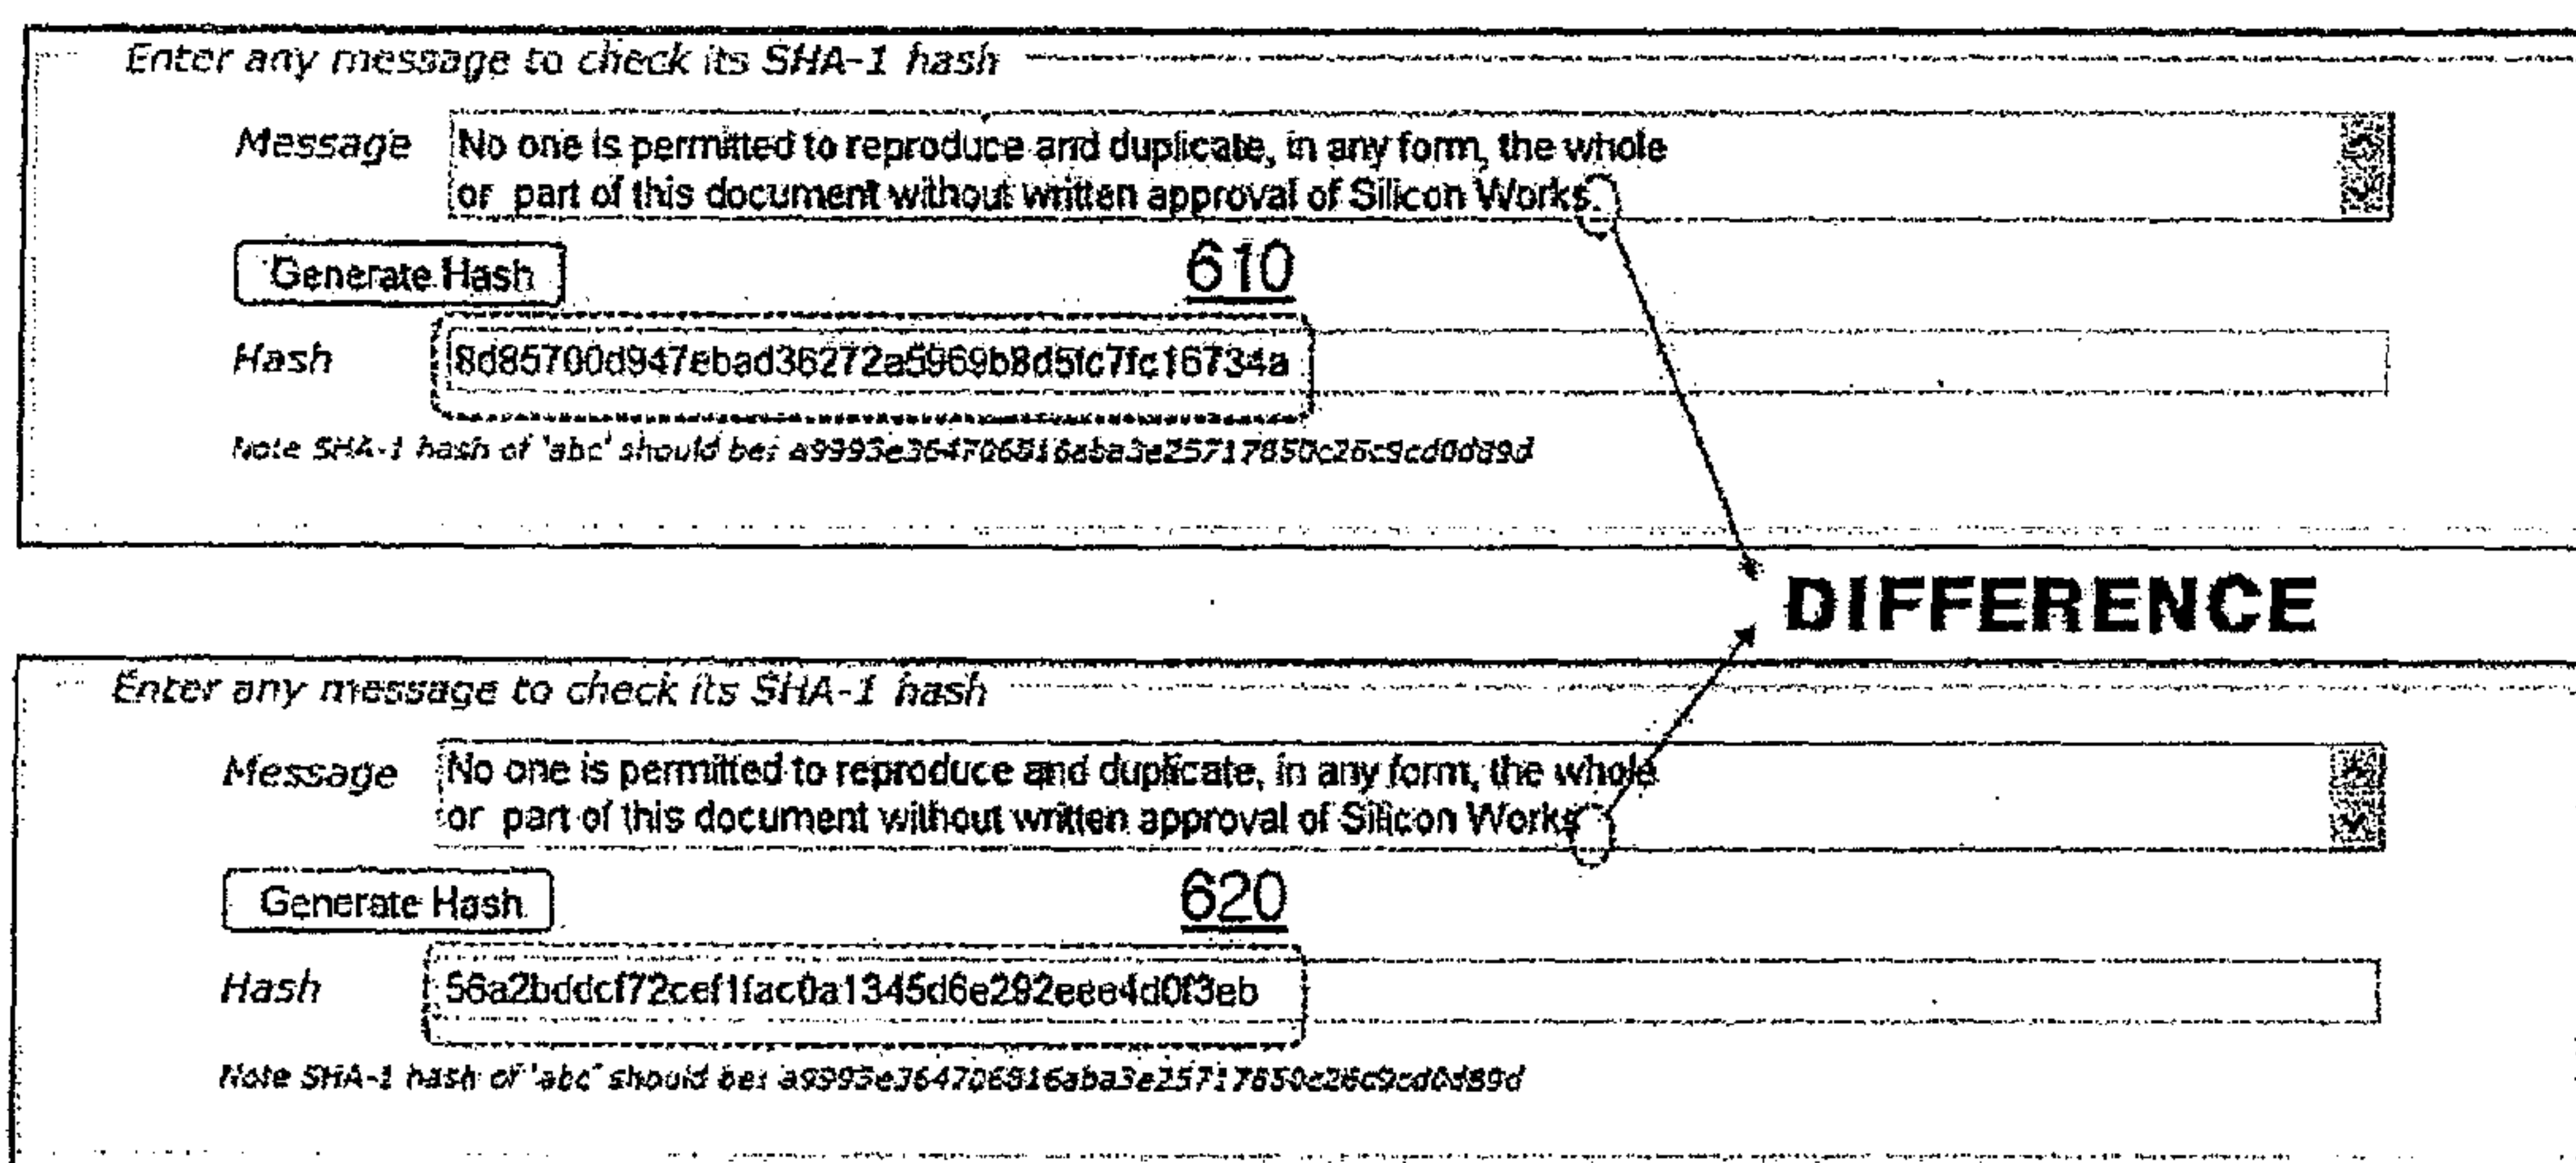 Enter any message to check its SHA-1 hash
Message No one is permitted to reproduce and duplicate, in any form, the whole
or part of this document without written approval of Silicon Works.
Generate Hash
610
Hash 8d85700d947ebad36272a5969b8d5fc7fc16734a
Note SHA-1 hash of 'abc' should be: a9993e364706816aba3e25717850c26c9cd0d89d
DIFFERENCE
Enter any message to check its SHA-1 hash
Message No one is permitted to reproduce and duplicate, in any form, the whole
or part of this document without written approval of Silicon Works
Generate Hash
620
Hash 56a2bddcf72cef1fac0a1345d6e292eee4d0f3eb
Note SHA-1 hash of 'abc' should be: a9993e364706816aba3e25717850c26c9cd0d89d